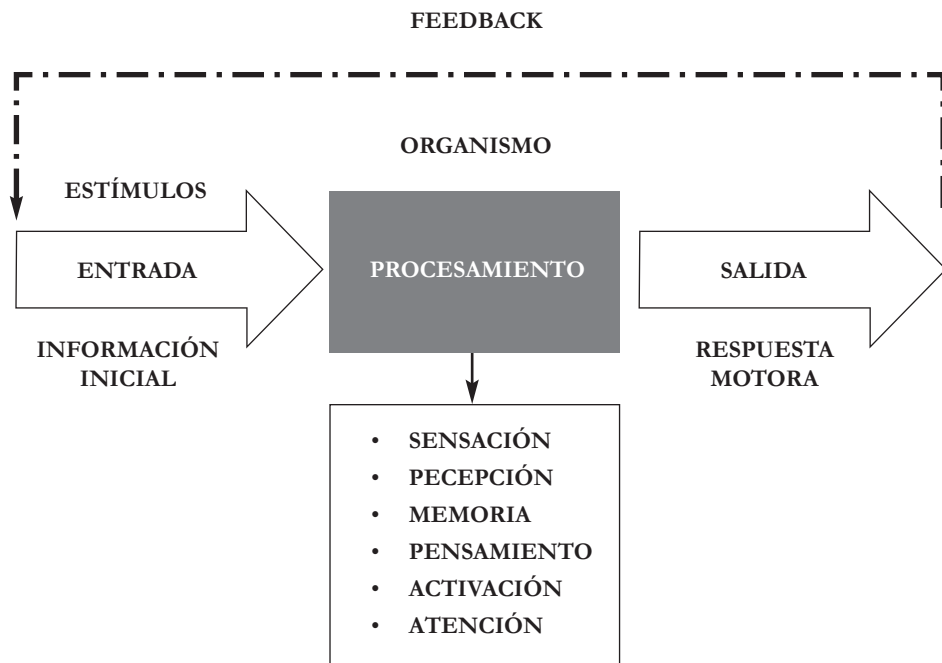 FEEDBACK
ORGANISMO
ESTÍMULOS
ENTRADA
PROCESAMIENTO
SALIDA
INFORMACIÓN
INICIAL
RESPUESTA
MOTORA
• SENSACIÓN
• PECEPCIÓN
• MEMORIA
• PENSAMIENTO
• ACTIVACIÓN
• ATENCIÓN